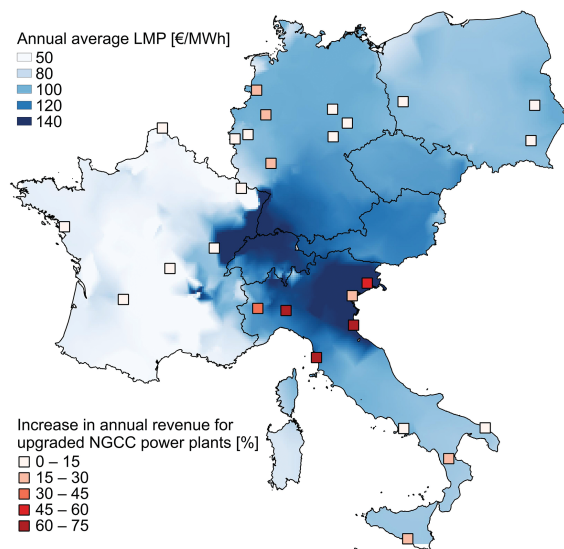 Annual average LMP [€/MWh]
50
80
100
120
140
Increase in annual revenue for
upgraded NGCC power plants [%]
0 – 15
15 – 30
30 – 45
45 – 60
60 – 75